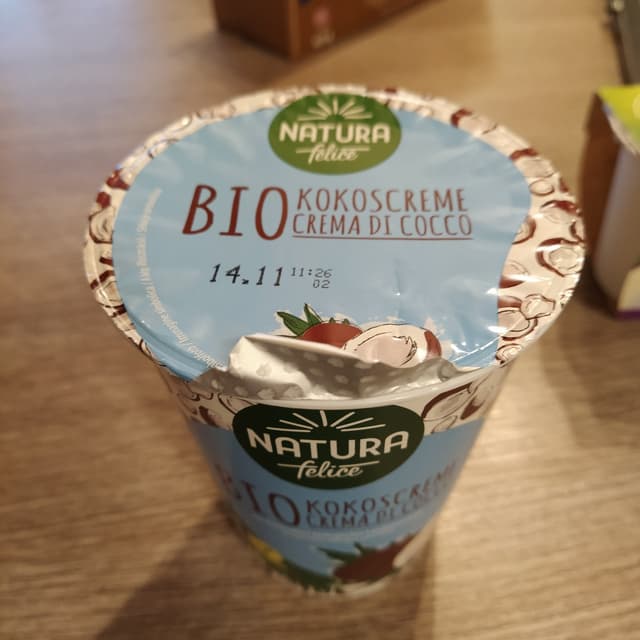 NATURA
felice
BIO KOKOSCREME
CREMA DI COCCO
14.11 11:26
02
NATURA
felice
BIO KOKOSCREME
CREMA DI COCCO